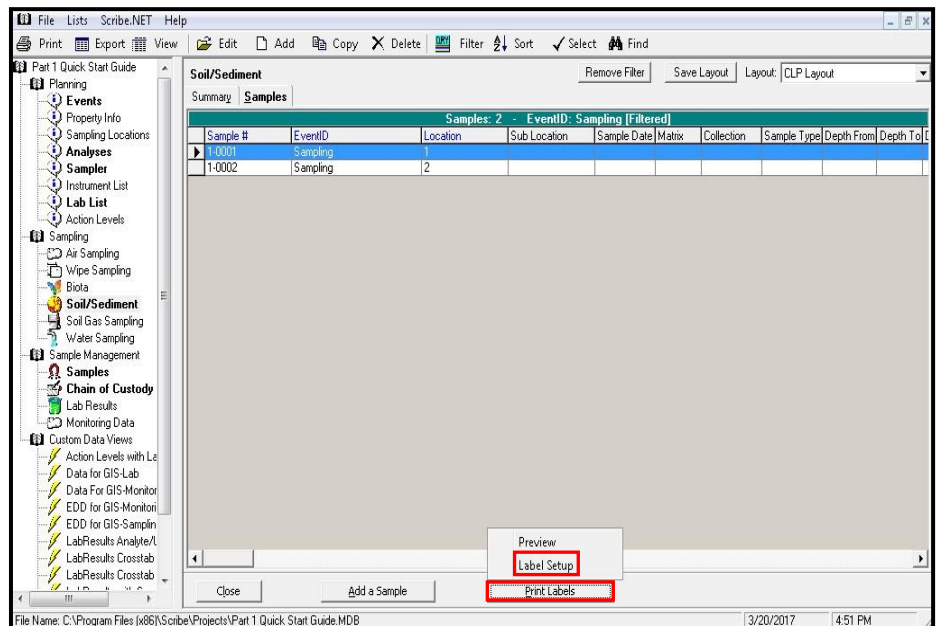 File Lists Scribe.NET Help
Print Export View Edit Add Copy Delete Filter Sort Select Find
Part 1 Quick Start Guide
Planning
Events
Property Info
Sampling Locations
Analyses
Sampler
Instrument List
Lab List
Action Levels
Sampling
Air Sampling
Wipe Sampling
Biota
Soil/Sediment
Soil Gas Sampling
Water Sampling
Sample Management
Samples
Chain of Custody
Lab Results
Monitoring Data
Custom Data Views
Action Levels with La
Data for GIS-Lab
Data For GIS-Monitor
EDD for GIS-Monitori
EDD for GIS-Samplin
LabResults Analyte/L
LabResults Crosstab
LabResults Crosstab
Soil/Sediment Remove Filter Save Layout Layout: CLP Layout
Summary Samples
Samples: 2 - EventID: Sampling [Filtered]
Sample # EventID Location Sub Location Sample Date Matrix Collection Sample Type Depth From Depth To D
1-0001 Sampling 1
1-0002 Sampling 2
Preview
Label Setup
Close Add a Sample Print Labels
File Name: C:\Program Files (x86)\Scribe\Projects\Part 1 Quick Start Guide.MDB 3/20/2017 4:51 PM